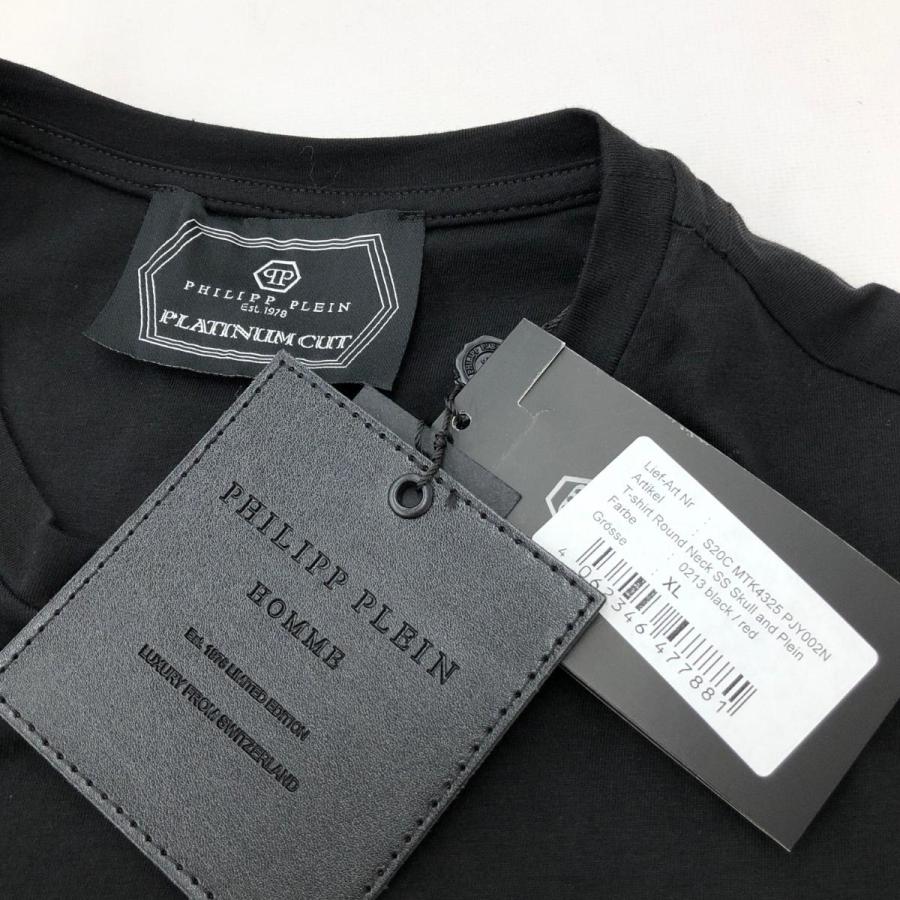 PHILIPP PLEIN
Est. 1978
PLATINUM CUT
PHILIPP PLEIN
HOMME
Est. 1978 LIMITED EDITION
LUXURY FROM SWITZERLAND
Lief-Art Nr : S20C MTK4325 PJY002N
Artikel :
T-shirt Round Neck SS Skull and Plein
Farbe : 0213 black / red
Grösse : XL
4 062346 477881